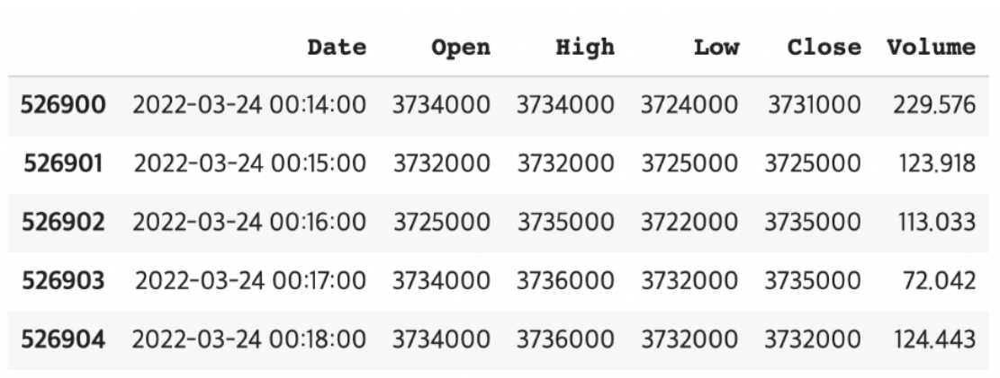 Date Open High Low Close Volume
526900 2022-03-24 00:14:00 3734000 3734000 3724000 3731000 229.576
526901 2022-03-24 00:15:00 3732000 3732000 3725000 3725000 123.918
526902 2022-03-24 00:16:00 3725000 3735000 3722000 3735000 113.033
526903 2022-03-24 00:17:00 3734000 3736000 3732000 3735000 72.042
526904 2022-03-24 00:18:00 3734000 3736000 3732000 3732000 124.443